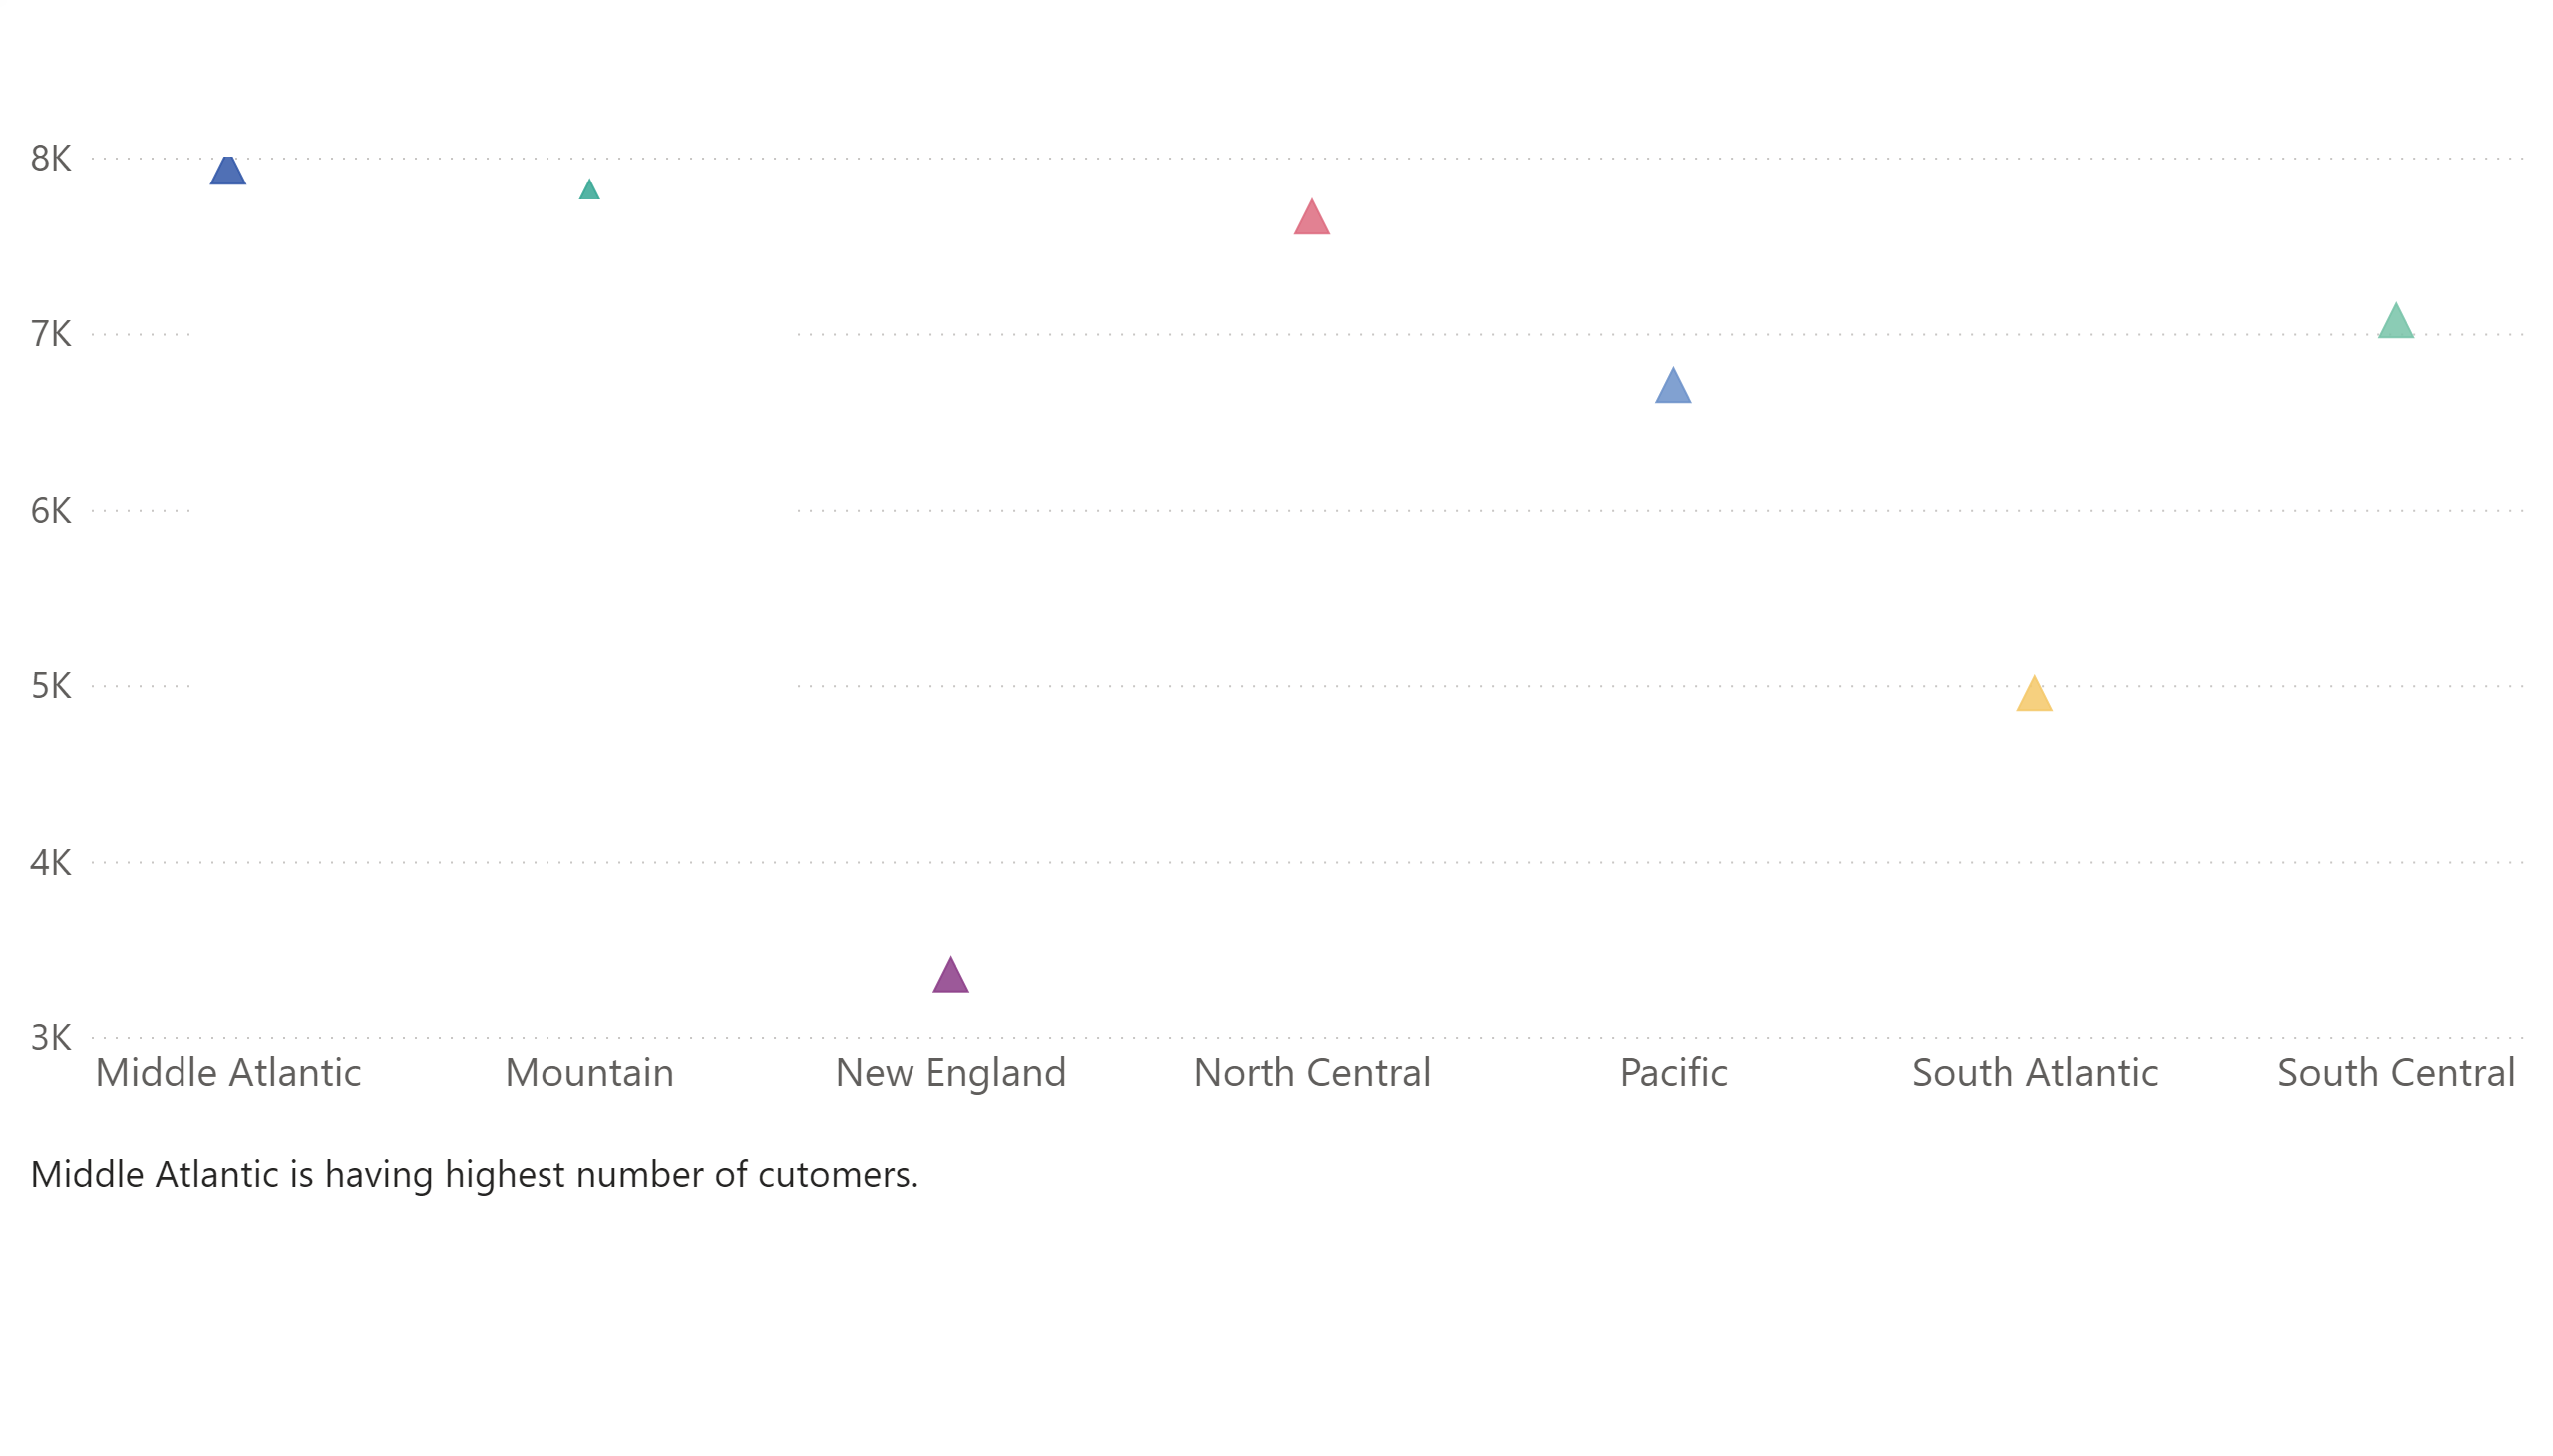 8K
7K
6K
5K
4K
3K
Middle Atlantic Mountain New England North Central Pacific South Atlantic South Central
Middle Atlantic is having highest number of cutomers.